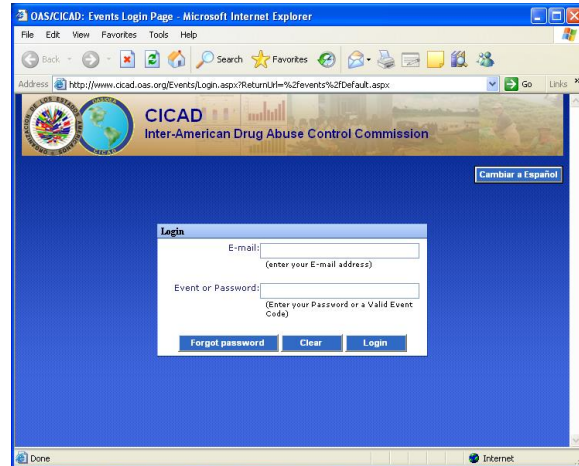 OAS/CICAD: Events Login Page - Microsoft Internet Explorer
File Edit View Favorites Tools Help
Back Search Favorites
Address http://www.cicad.oas.org/Events/Login.aspx?ReturnUrl=%2fevents%2fDefault.aspx Go Links »
CICAD
Inter-American Drug Abuse Control Commission
Cambiar a Español
Login
E-mail:
(enter your E-mail address)
Event or Password:
(Enter your Password or a Valid Event
Code)
Forgot password Clear Login
Done Internet